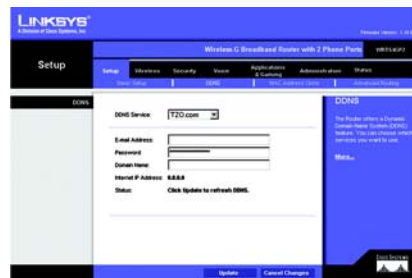 LINKSYS®
A Division of Cisco Systems, Inc.
Wireless-G Broadband Router with 2 Phone Ports
Setup
Setup Wireless Security Voice Applications & Gaming Administration Status
Basic Setup DDNS MAC Address Clone Advanced Routing
DDNS
DDNS Service: TZO.com
E-mail Address:
Password
Domain Name:
Internet IP Address: 0.0.0.0
Status: Click Update to refresh DDNS.
DDNS
The Router offers a Dynamic
Domain Name System (DDNS)
feature. You can choose which
services you want to use.
More...
Update Cancel Changes
Cisco Systems